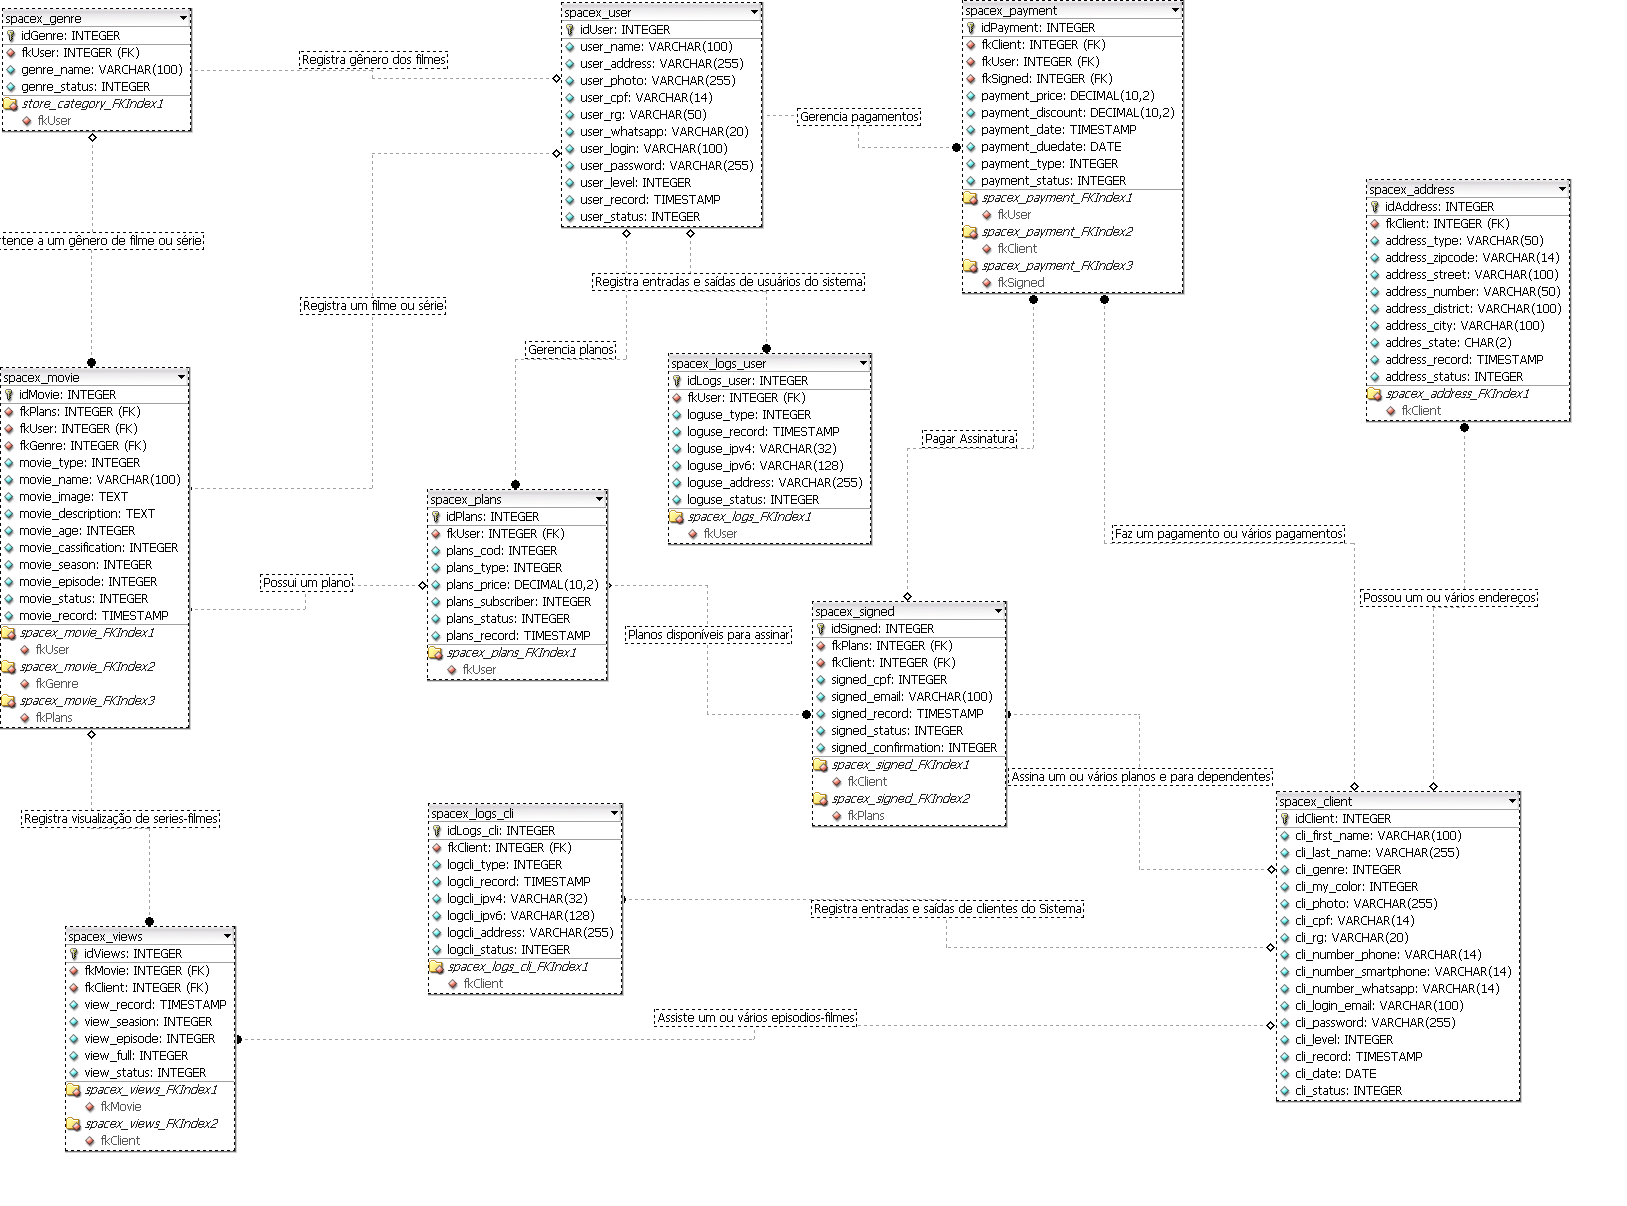 spacex_genre
idGenre: INTEGER
fkUser: INTEGER (FK)
genre_name: VARCHAR(100)
genre_status: INTEGER
store_category_FKIndex1
fkUser
Registra gênero dos filmes
spacex_user
idUser: INTEGER
user_name: VARCHAR(100)
user_address: VARCHAR(255)
user_photo: VARCHAR(255)
user_cpf: VARCHAR(14)
user_rg: VARCHAR(50)
user_whatsapp: VARCHAR(20)
user_login: VARCHAR(100)
user_password: VARCHAR(255)
user_level: INTEGER
user_record: TIMESTAMP
user_status: INTEGER
Gerencia pagamentos
spacex_payment
idPayment: INTEGER
fkClient: INTEGER (FK)
fkUser: INTEGER (FK)
fkSigned: INTEGER (FK)
payment_price: DECIMAL(10,2)
payment_discount: DECIMAL(10,2)
payment_date: TIMESTAMP
payment_duedate: DATE
payment_type: INTEGER
payment_status: INTEGER
spacex_payment_FKIndex1
fkUser
spacex_payment_FKIndex2
fkClient
spacex_payment_FKIndex3
fkSigned
spacex_address
idAddress: INTEGER
fkClient: INTEGER (FK)
address_type: VARCHAR(50)
address_zipcode: VARCHAR(14)
address_street: VARCHAR(100)
address_number: VARCHAR(50)
address_district: VARCHAR(100)
address_city: VARCHAR(100)
addres_state: CHAR(2)
address_record: TIMESTAMP
address_status: INTEGER
spacex_address_FKIndex1
fkClient
rtence a um gênero de filme ou série
Registra um filme ou série
Registra entradas e saídas de usuários do sistema
Gerencia planos
spacex_movie
idMovie: INTEGER
fkPlans: INTEGER (FK)
fkUser: INTEGER (FK)
fkGenre: INTEGER (FK)
movie_type: INTEGER
movie_name: VARCHAR(100)
movie_image: TEXT
movie_description: TEXT
movie_age: INTEGER
movie_cassification: INTEGER
movie_season: INTEGER
movie_episode: INTEGER
movie_status: INTEGER
movie_record: TIMESTAMP
spacex_movie_FKIndex1
fkUser
spacex_movie_FKIndex2
fkGenre
spacex_movie_FKIndex3
fkPlans
spacex_logs_user
idLogs_user: INTEGER
fkUser: INTEGER (FK)
loguse_type: INTEGER
loguse_record: TIMESTAMP
loguse_ipv4: VARCHAR(32)
loguse_ipv6: VARCHAR(128)
loguse_address: VARCHAR(255)
loguse_status: INTEGER
spacex_logs_FKIndex1
fkUser
Pagar Assinatura
Faz um pagamento ou vários pagamentos
Possou um ou vários endereços
spacex_plans
idPlans: INTEGER
fkUser: INTEGER (FK)
plans_cod: INTEGER
plans_type: INTEGER
plans_price: DECIMAL(10,2)
plans_subscriber: INTEGER
plans_status: INTEGER
plans_record: TIMESTAMP
spacex_plans_FKIndex1
fkUser
Possui um plano
Planos disponíveis para assinar
spacex_signed
idSigned: INTEGER
fkPlans: INTEGER (FK)
fkClient: INTEGER (FK)
signed_cpf: INTEGER
signed_email: VARCHAR(100)
signed_record: TIMESTAMP
signed_status: INTEGER
signed_confirmation: INTEGER
spacex_signed_FKIndex1
fkClient
spacex_signed_FKIndex2
fkPlans
Assina um ou vários planos e para dependentes
Registra visualização de series-filmes
spacex_logs_cli
idLogs_cli: INTEGER
fkClient: INTEGER (FK)
logcli_type: INTEGER
logcli_record: TIMESTAMP
logcli_ipv4: VARCHAR(32)
logcli_ipv6: VARCHAR(128)
logcli_address: VARCHAR(255)
logcli_status: INTEGER
spacex_logs_cli_FKIndex1
fkClient
Registra entradas e saídas de clientes do Sistema
spacex_client
idClient: INTEGER
cli_first_name: VARCHAR(100)
cli_last_name: VARCHAR(255)
cli_genre: INTEGER
cli_my_color: INTEGER
cli_photo: VARCHAR(255)
cli_cpf: VARCHAR(14)
cli_rg: VARCHAR(20)
cli_number_phone: VARCHAR(14)
cli_number_smartphone: VARCHAR(14)
cli_number_whatsapp: VARCHAR(14)
cli_login_email: VARCHAR(100)
cli_password: VARCHAR(255)
cli_level: INTEGER
cli_record: TIMESTAMP
cli_date: DATE
cli_status: INTEGER
spacex_views
idViews: INTEGER
fkMovie: INTEGER (FK)
fkClient: INTEGER (FK)
view_record: TIMESTAMP
view_seasion: INTEGER
view_episode: INTEGER
view_full: INTEGER
view_status: INTEGER
spacex_views_FKIndex1
fkMovie
spacex_views_FKIndex2
fkClient
Assiste um ou vários episodios-filmes